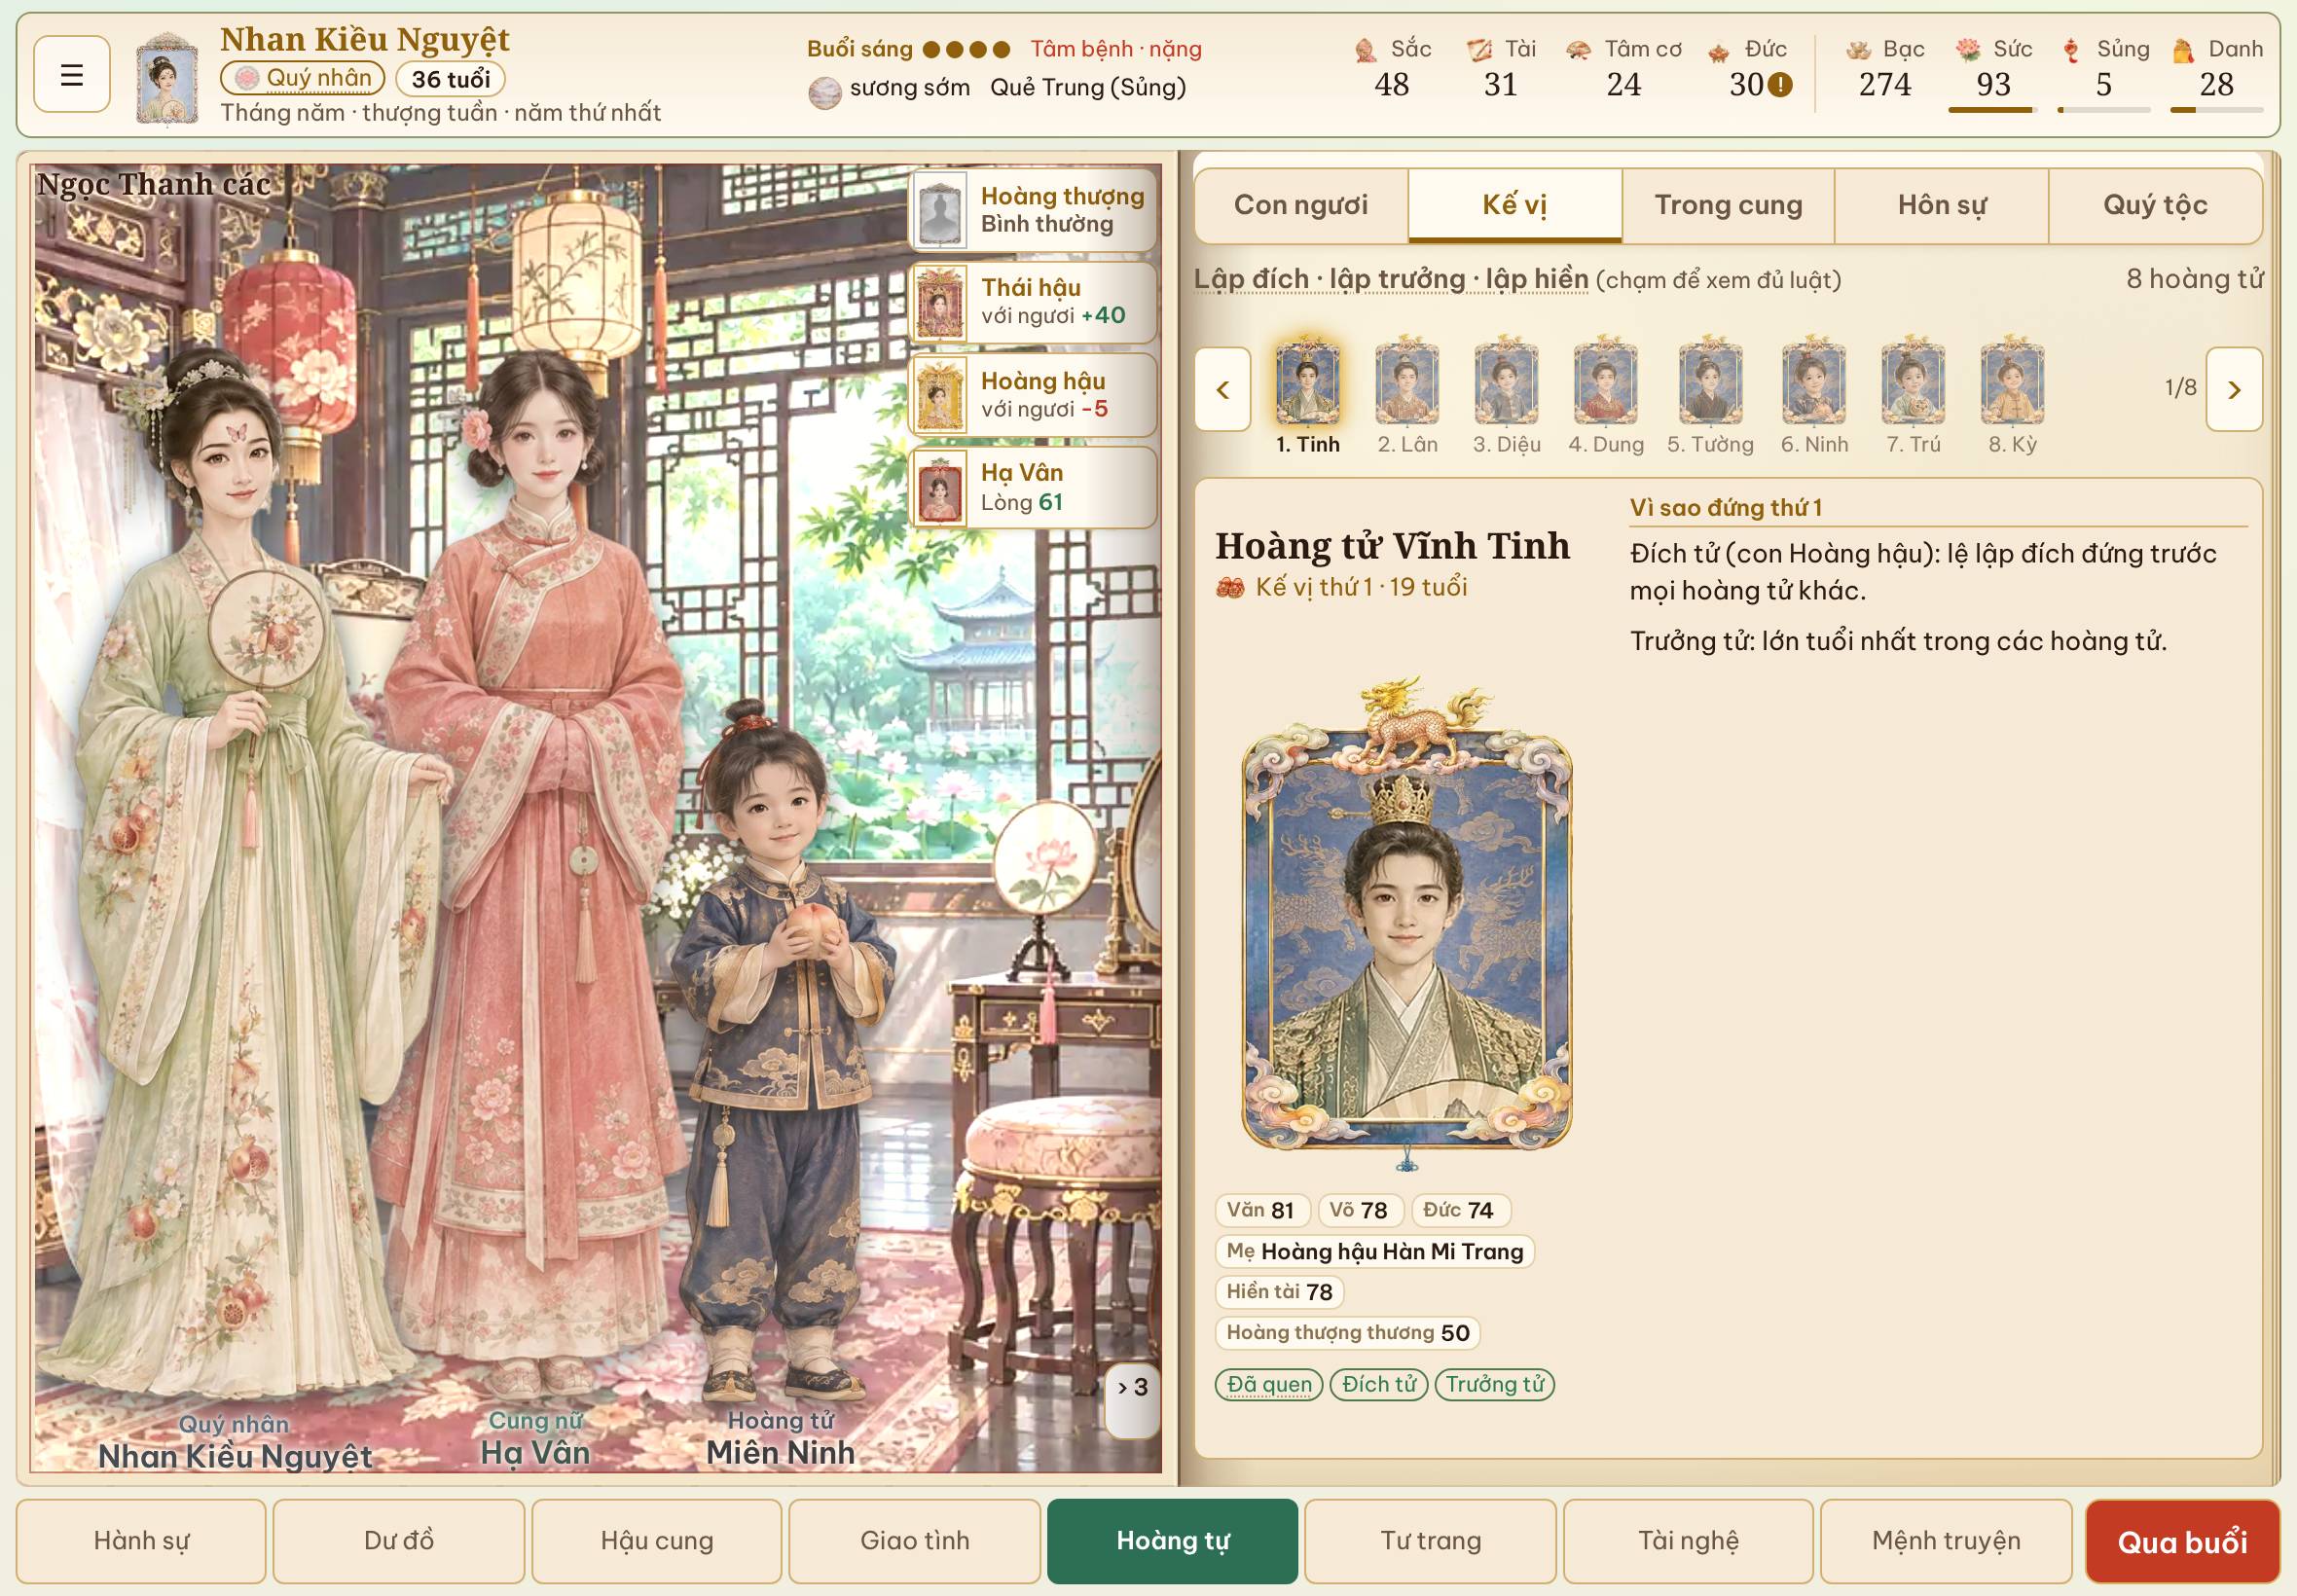 ☰
Nhan Kiều Nguyệt
Quý nhân
36 tuổi
Tháng năm · thượng tuần · năm thứ nhất
Buổi sáng
Tâm bệnh · nặng
sương sớm
Quẻ Trung (Sủng)
Sắc
48
Tài
31
Tâm cơ
24
Đức
30
!
Bạc
274
Sức
93
Sủng
5
Danh
28
Ngọc Thanh các
Hoàng thượng
Bình thường
Thái hậu
với ngươi +40
Hoàng hậu
với ngươi -5
Hạ Vân
Lòng 61
> 3
Quý nhân
Nhan Kiều Nguyệt
Cung nữ
Hạ Vân
Hoàng tử
Miên Ninh
Con ngươi
Kế vị
Trong cung
Hôn sự
Quý tộc
Lập đích · lập trưởng · lập hiền (chạm để xem đủ luật)
8 hoàng tử
<
1. Tinh
2. Lân
3. Diệu
4. Dung
5. Tường
6. Ninh
7. Trú
8. Kỳ
1/8
>
Hoàng tử Vĩnh Tinh
Kế vị thứ 1 · 19 tuổi
Văn 81
Võ 78
Đức 74
Mẹ Hoàng hậu Hàn Mi Trang
Hiền tài 78
Hoàng thượng thương 50
Đã quen
Đích tử
Trưởng tử
Vì sao đứng thứ 1
Đích tử (con Hoàng hậu): lệ lập đích đứng trước
mọi hoàng tử khác.
Trưởng tử: lớn tuổi nhất trong các hoàng tử.
Hành sự
Dư đồ
Hậu cung
Giao tình
Hoàng tự
Tư trang
Tài nghệ
Mệnh truyện
Qua buổi